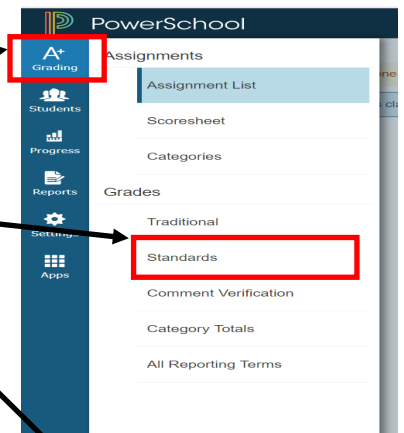 PowerSchool
A+
Grading
Students
Progress
Reports
Settings
Apps
Assignments
Assignment List
Scoresheet
Categories
Grades
Traditional
Standards
Comment Verification
Category Totals
All Reporting Terms